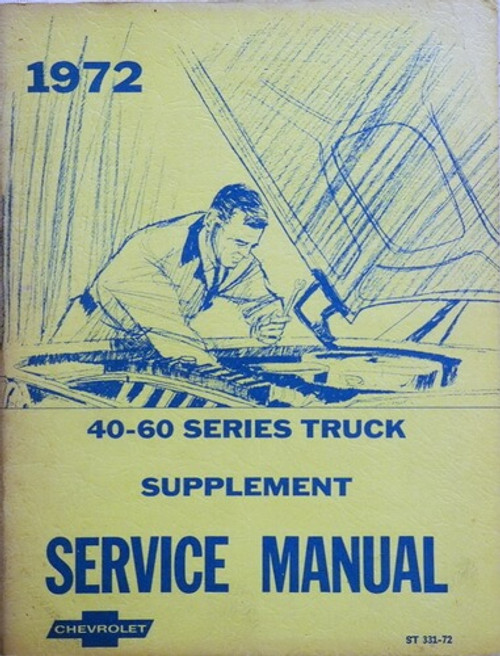 1972
40-60 SERIES TRUCK
SUPPLEMENT
SERVICE MANUAL
CHEVROLET
ST 331-72